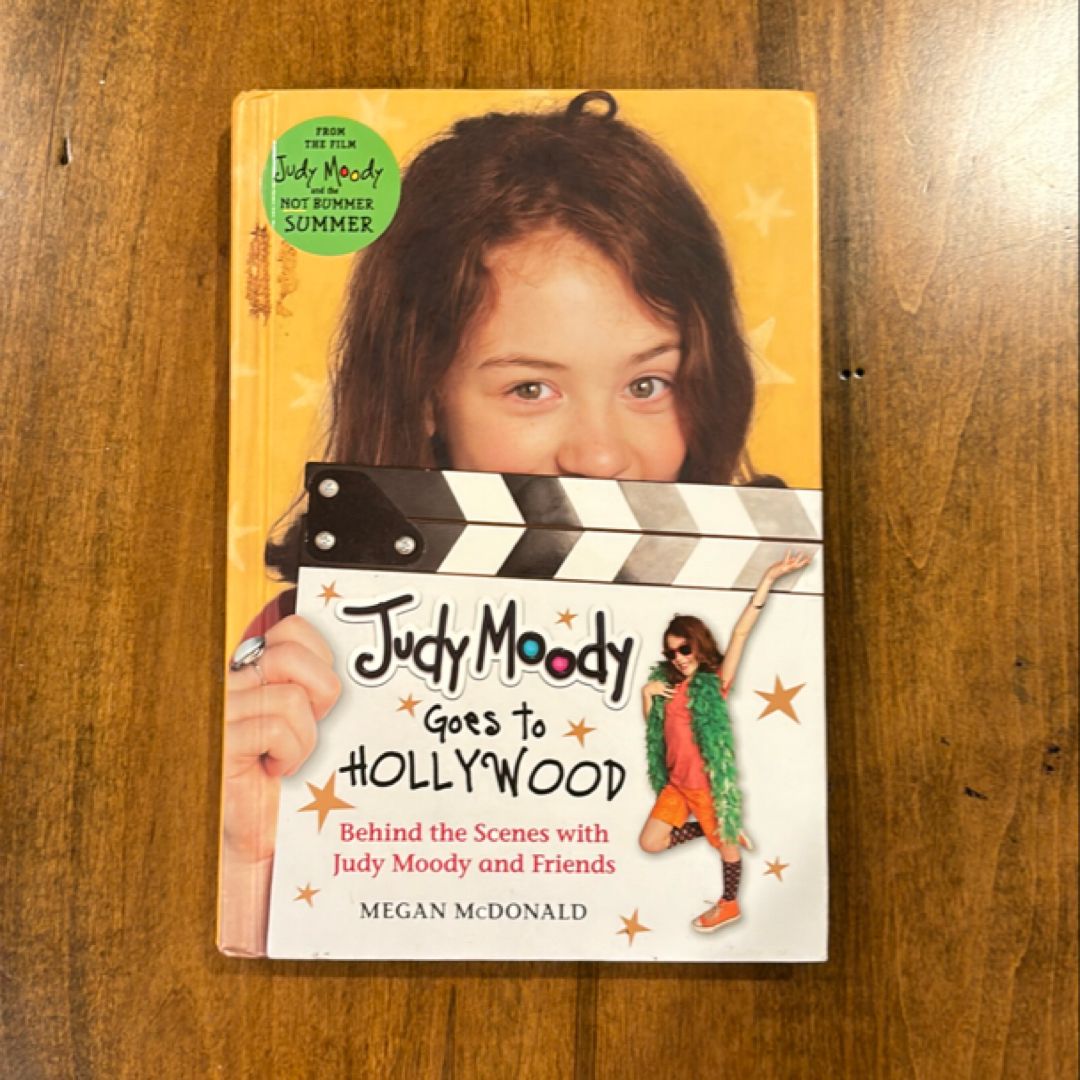 FROM
THE FILM
Judy Moody
and the
NOT BUMMER
SUMMER
Judy Moody
Goes to
HOLLYWOOD
Behind the Scenes with
Judy Moody and Friends
MEGAN McDONALD